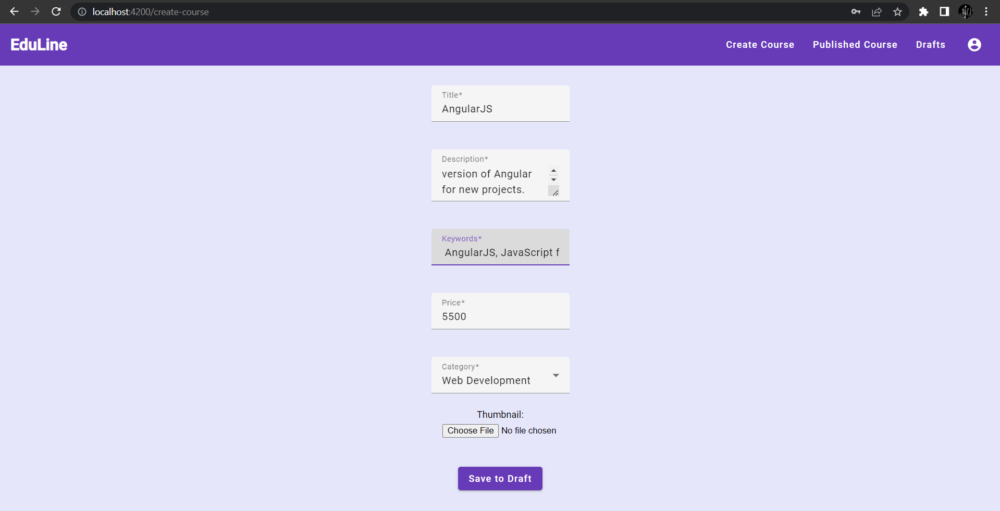 localhost:4200/create-course
EduLine
Create Course
Published Course
Drafts
Title*
AngularJS
Description*
version of Angular
for new projects.
Keywords*
AngularJS, JavaScript f
Price*
5500
Category*
Web Development
Thumbnail:
Choose File No file chosen
Save to Draft